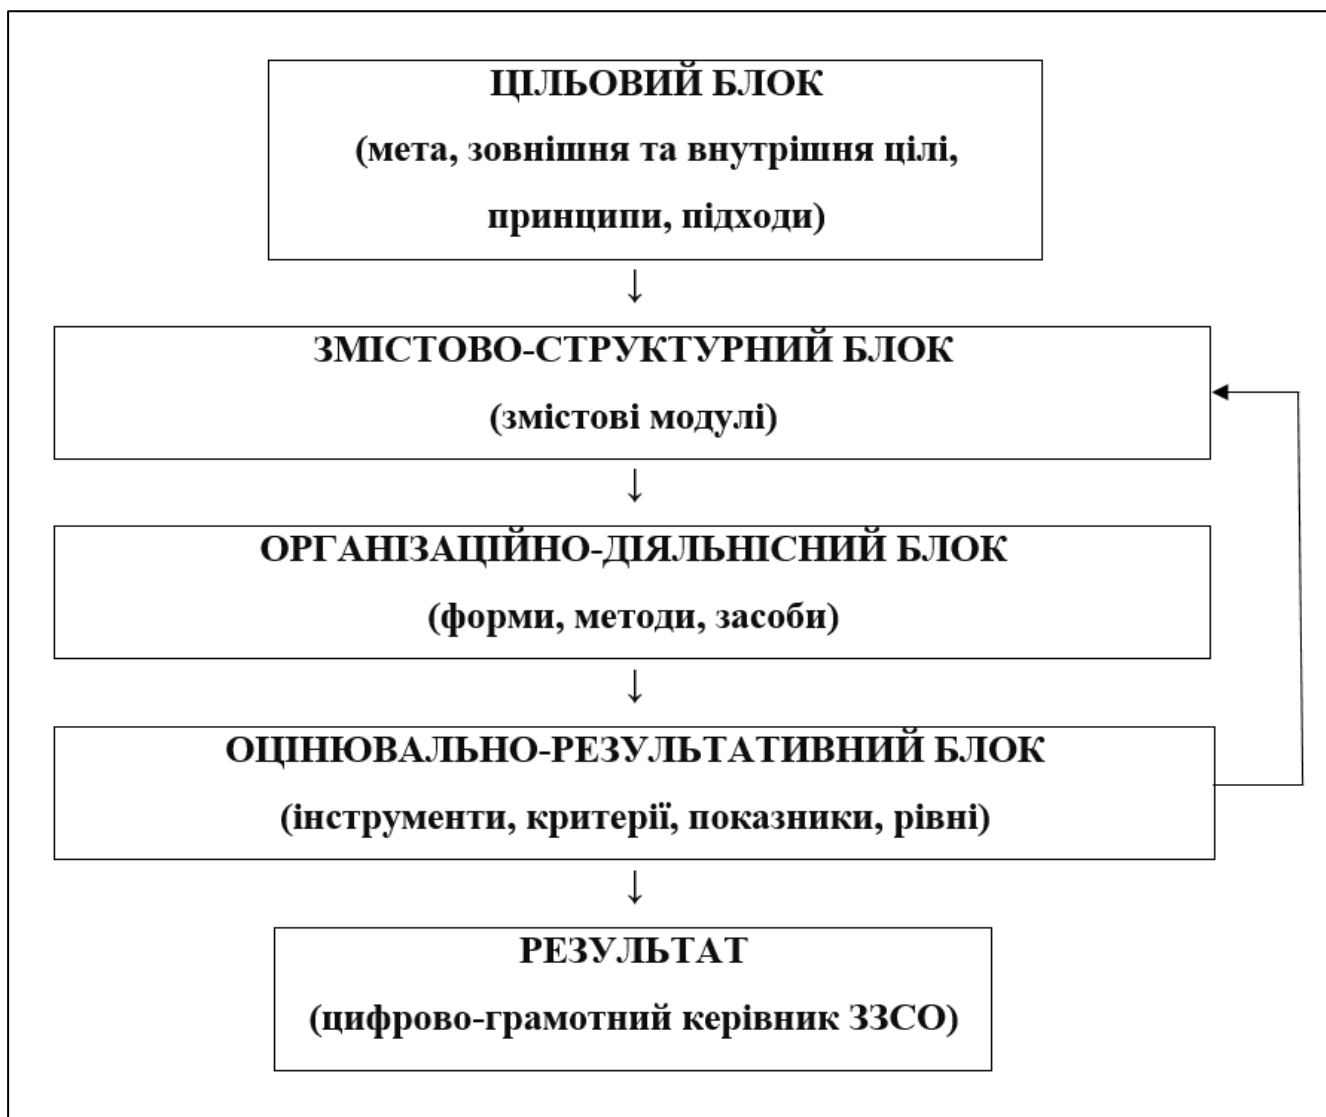 ЦІЛЬОВИЙ БЛОК
(мета, зовнішня та внутрішня цілі,
принципи, підходи)
↓
ЗМІСТОВО-СТРУКТУРНИЙ БЛОК
(змістові модулі)
↓
ОРГАНІЗАЦІЙНО-ДІЯЛЬНІСНИЙ БЛОК
(форми, методи, засоби)
↓
ОЦІНЮВАЛЬНО-РЕЗУЛЬТАТИВНИЙ БЛОК
(інструменти, критерії, показники, рівні)
↓
РЕЗУЛЬТАТ
(цифрово-грамотний керівник ЗЗСО)